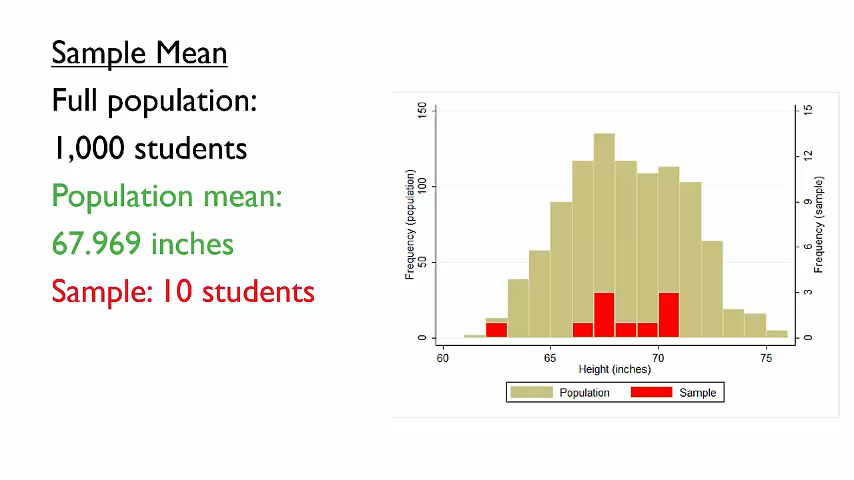 Sample Mean
Full population:
1,000 students
Population mean:
67.969 inches
Sample: 10 students
150
100
50
0
Frequency (population)
15
12
9
6
3
0
Frequency (sample)
60 65 70 75
Height (inches)
Population Sample